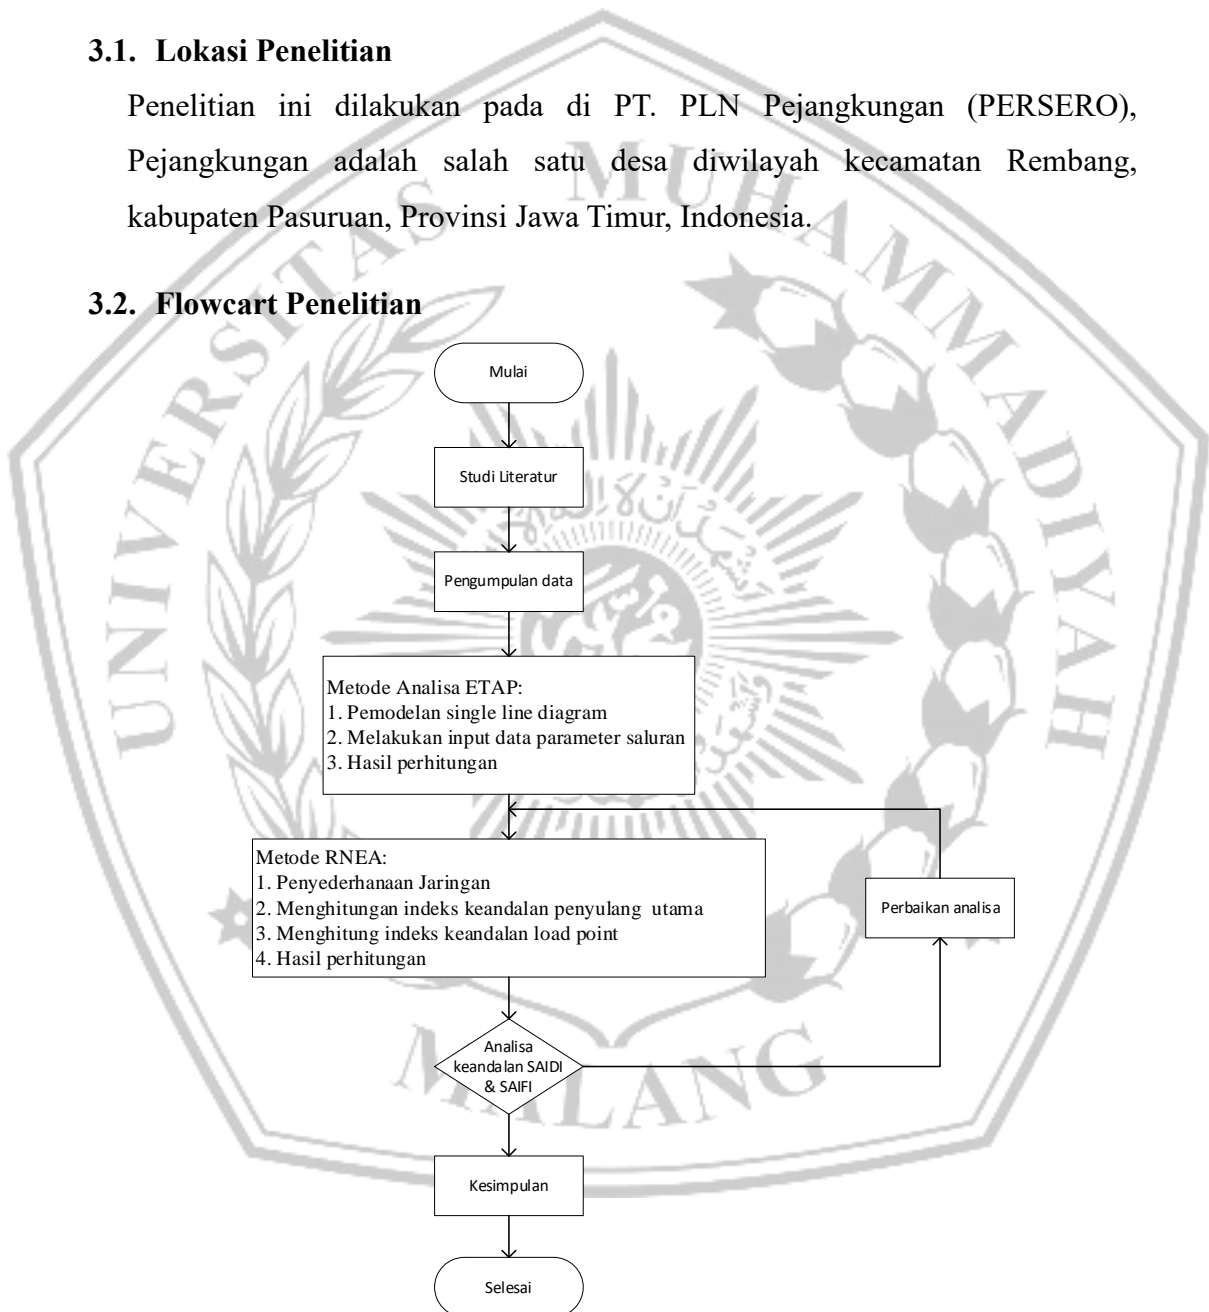 3.1. Lokasi Penelitian
Penelitian ini dilakukan pada di PT. PLN Pejangkungan (PERSERO),
Pejangkungan adalah salah satu desa diwilayah kecamatan Rembang,
kabupaten Pasuruan, Provinsi Jawa Timur, Indonesia.
3.2. Flowcart Penelitian
Mulai
Studi Literatur
Pengumpulan data
Metode Analisa ETAP:
1. Pemodelan single line diagram
2. Melakukan input data parameter saluran
3. Hasil perhitungan
Metode RNEA:
1. Penyederhanaan Jaringan
2. Menghitungan indeks keandalan penyulang utama
3. Menghitung indeks keandalan load point
4. Hasil perhitungan
Perbaikan analisa
Analisa
keandalan SAIDI
& SAIFI
Kesimpulan
Selesai
UNIVERSITAS MUHAMMADIYAH
MALANG